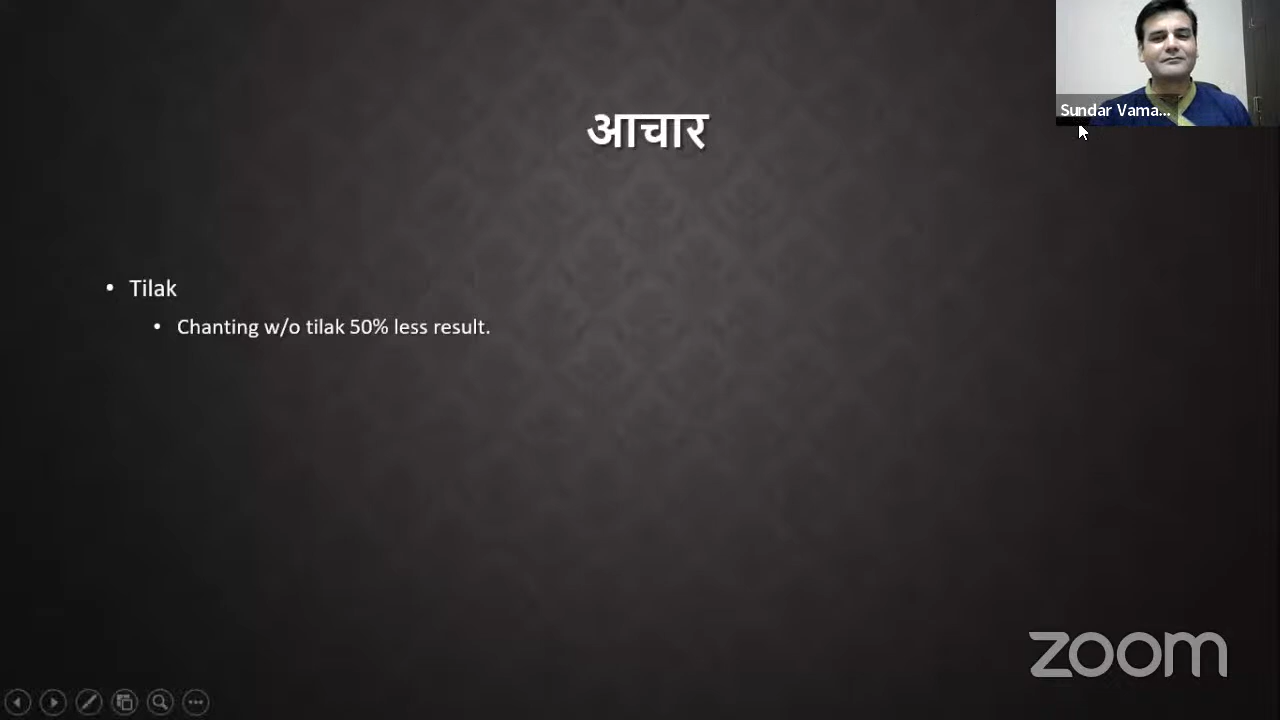 Sundar Vama...
आचार
• Tilak
• Chanting w/o tilak 50% less result.
zoom